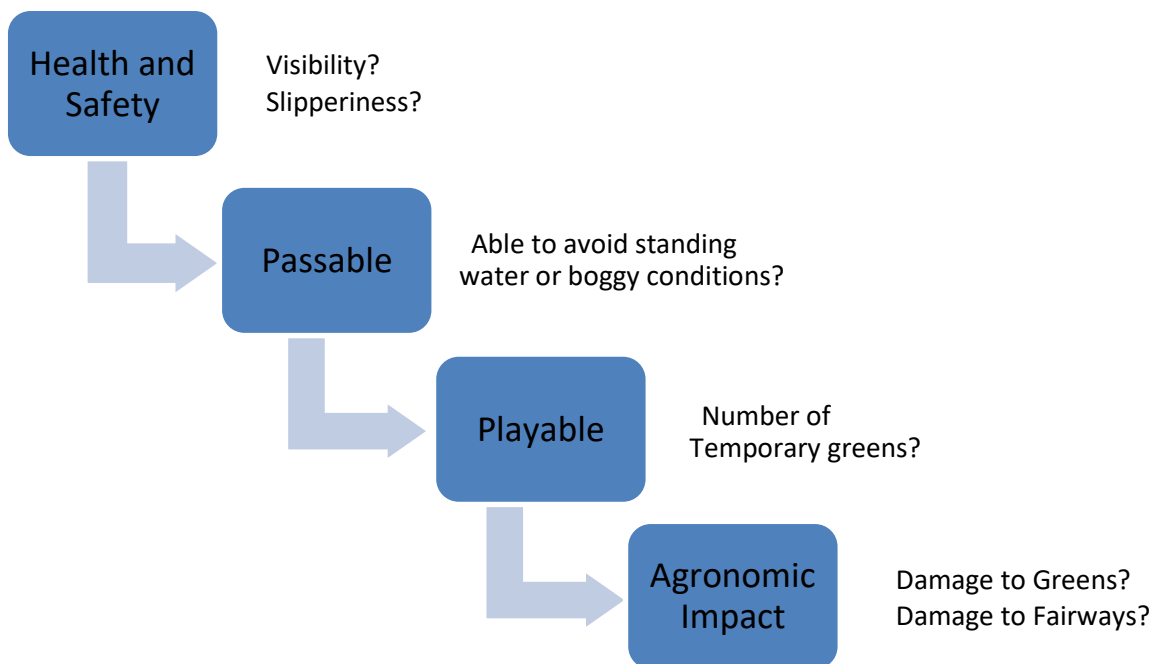 Health and
Safety
Visibility?
Slipperiness?
Passable
Able to avoid standing
water or boggy conditions?
Playable
Number of
Temporary greens?
Agronomic
Impact
Damage to Greens?
Damage to Fairways?